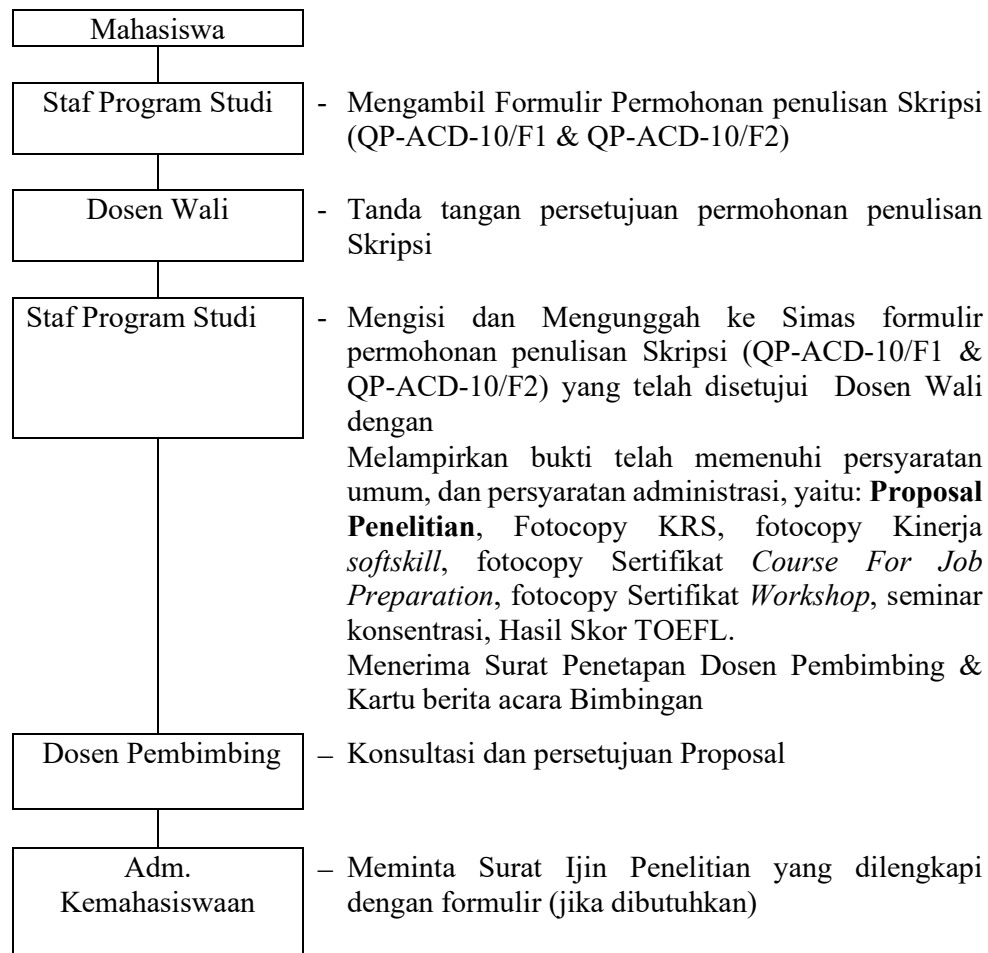 Mahasiswa
Staf Program Studi
- Mengambil Formulir Permohonan penulisan Skripsi
(QP-ACD-10/F1 & QP-ACD-10/F2)
Dosen Wali
- Tanda tangan persetujuan permohonan penulisan
Skripsi
Staf Program Studi
- Mengisi dan Mengunggah ke Simas formulir
permohonan penulisan Skripsi (QP-ACD-10/F1 &
QP-ACD-10/F2) yang telah disetujui Dosen Wali
dengan
Melampirkan bukti telah memenuhi persyaratan
umum, dan persyaratan administrasi, yaitu: Proposal
Penelitian, Fotocopy KRS, fotocopy Kinerja
softskill, fotocopy Sertifikat Course For Job
Preparation, fotocopy Sertifikat Workshop, seminar
konsentrasi, Hasil Skor TOEFL.
Menerima Surat Penetapan Dosen Pembimbing &
Kartu berita acara Bimbingan
Dosen Pembimbing
– Konsultasi dan persetujuan Proposal
Adm.
Kemahasiswaan
– Meminta Surat Ijin Penelitian yang dilengkapi
dengan formulir (jika dibutuhkan)